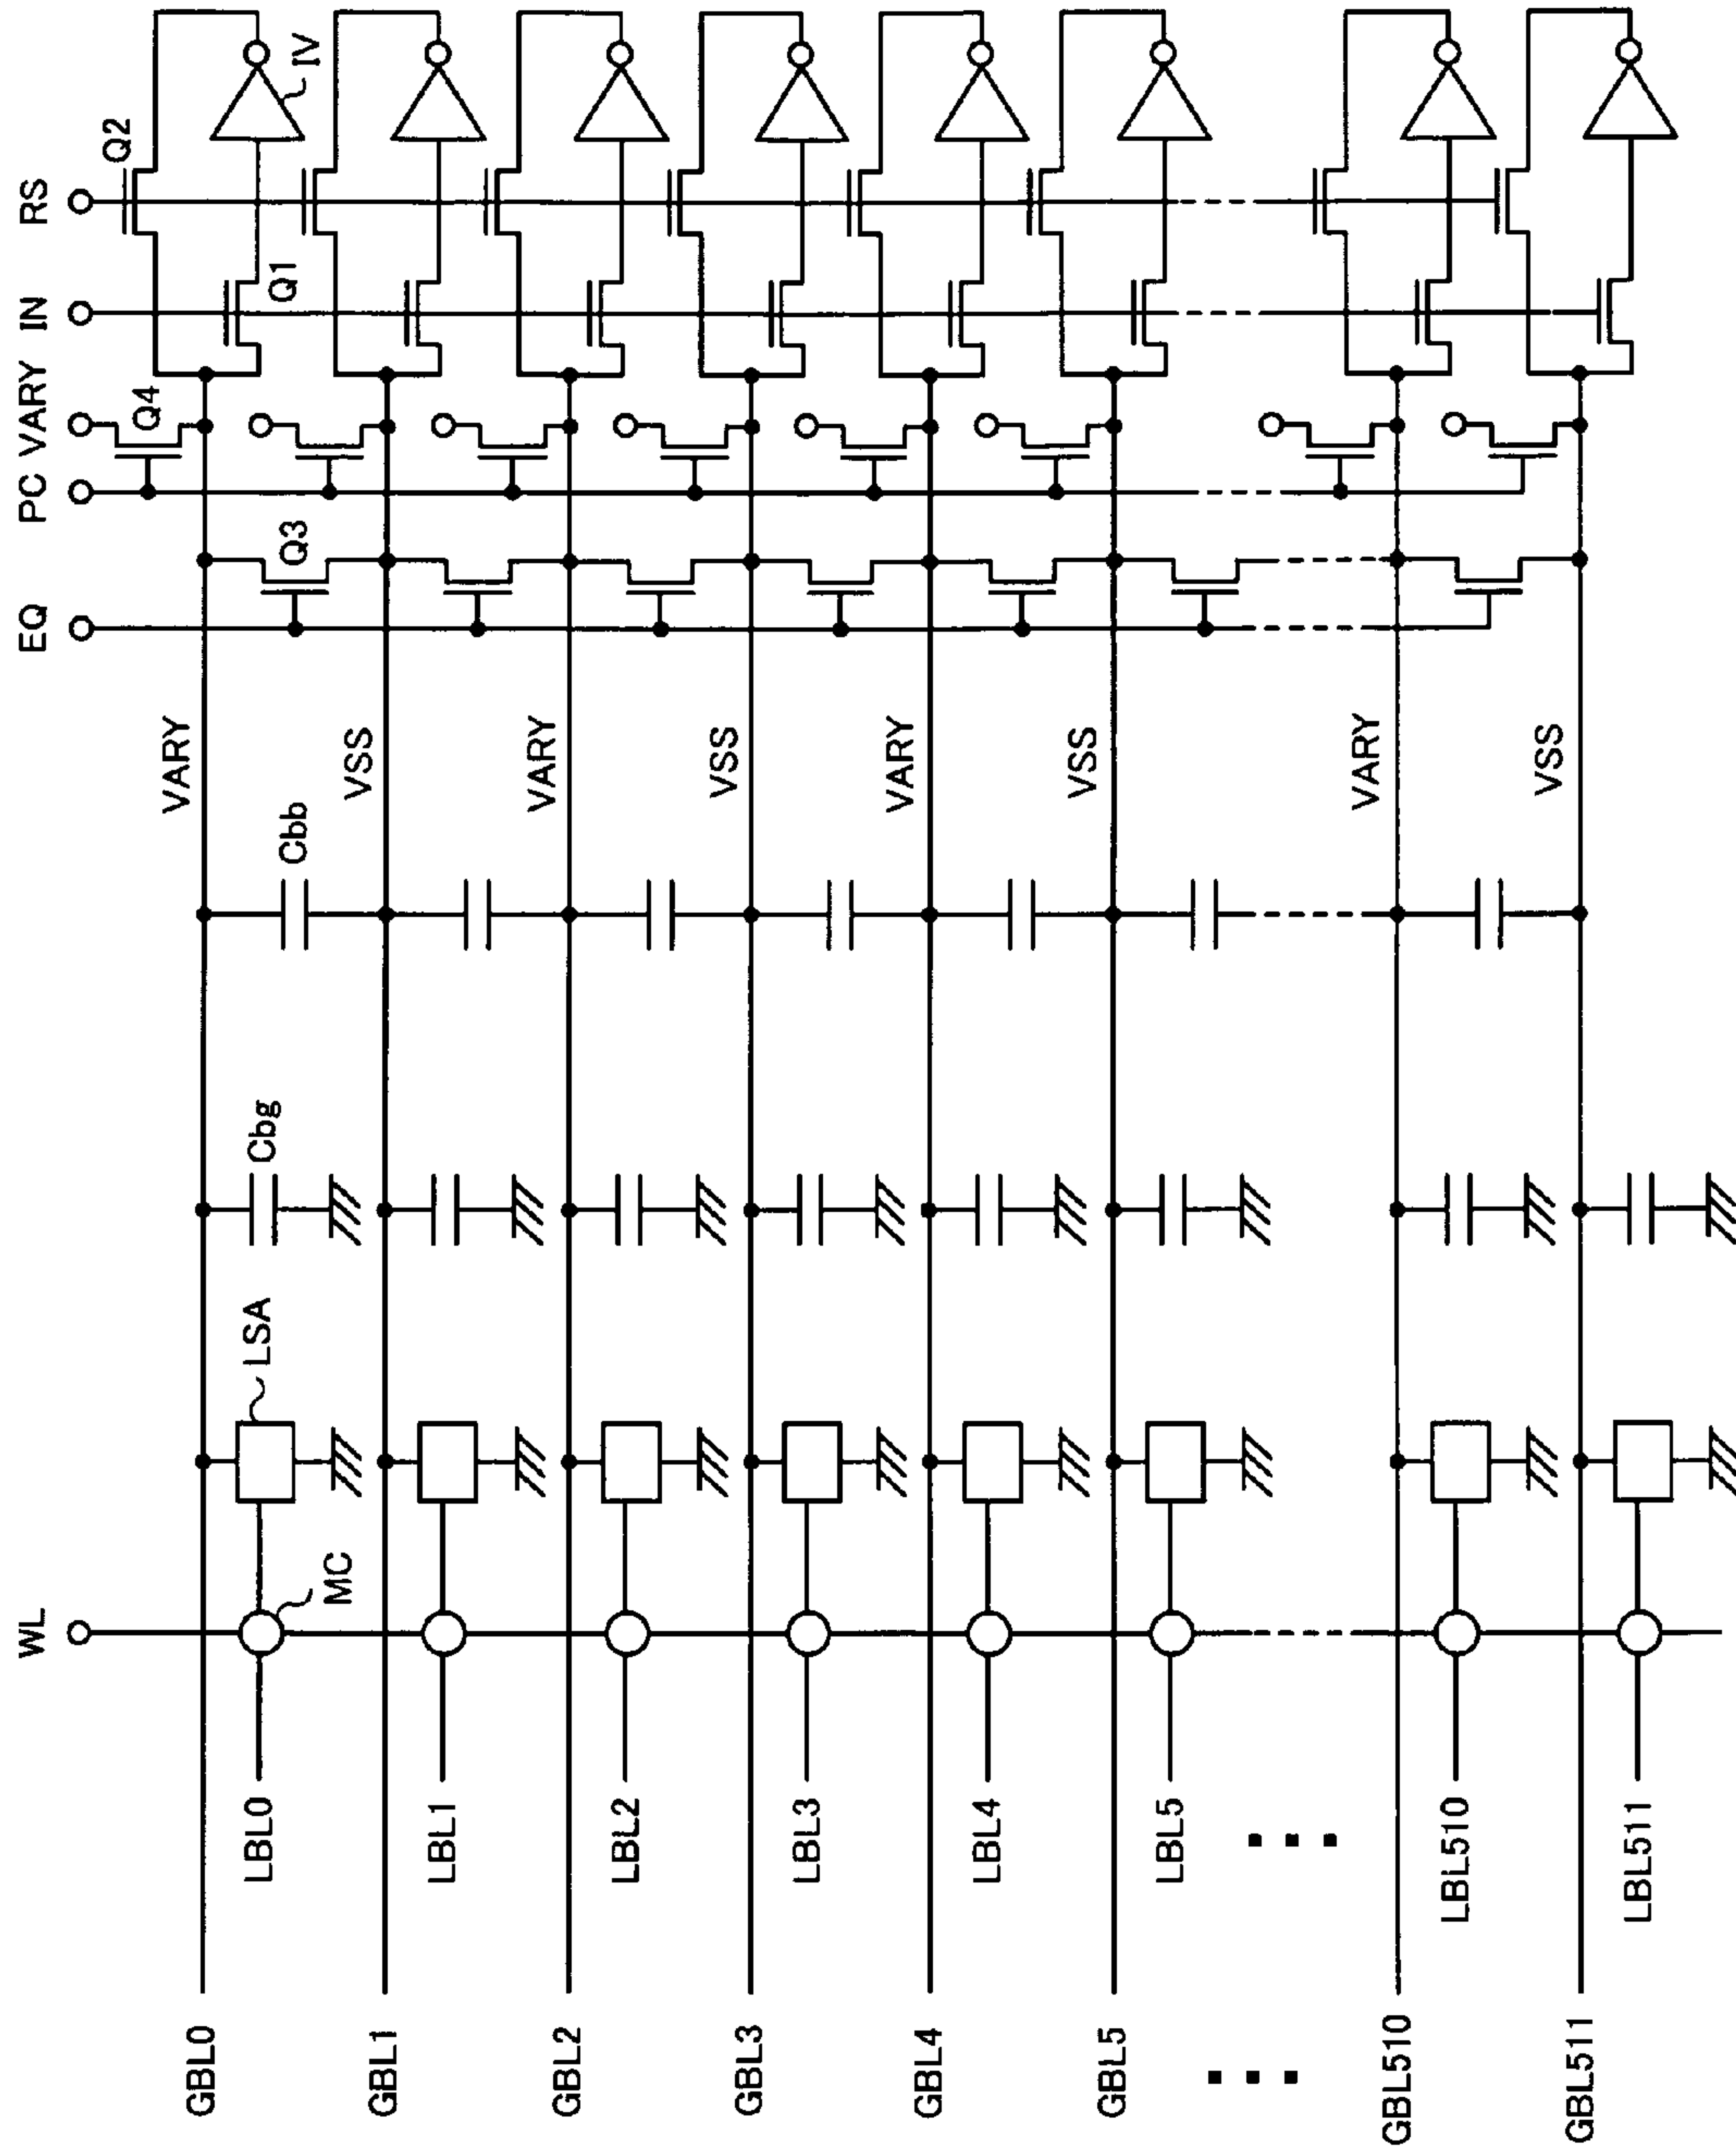 WL
EQ
PC
VARY
IN
RS
Q4
Q2
Q3
Q1
IV
GBL0
VARY
LBL0
MC
LSA
Cbg
Cbb
GBL1
VSS
LBL1
GBL2
VARY
LBL2
GBL3
VSS
LBL3
GBL4
VARY
LBL4
GBL5
VSS
LBL5
GBL510
VARY
LBL510
GBL511
VSS
LBL511